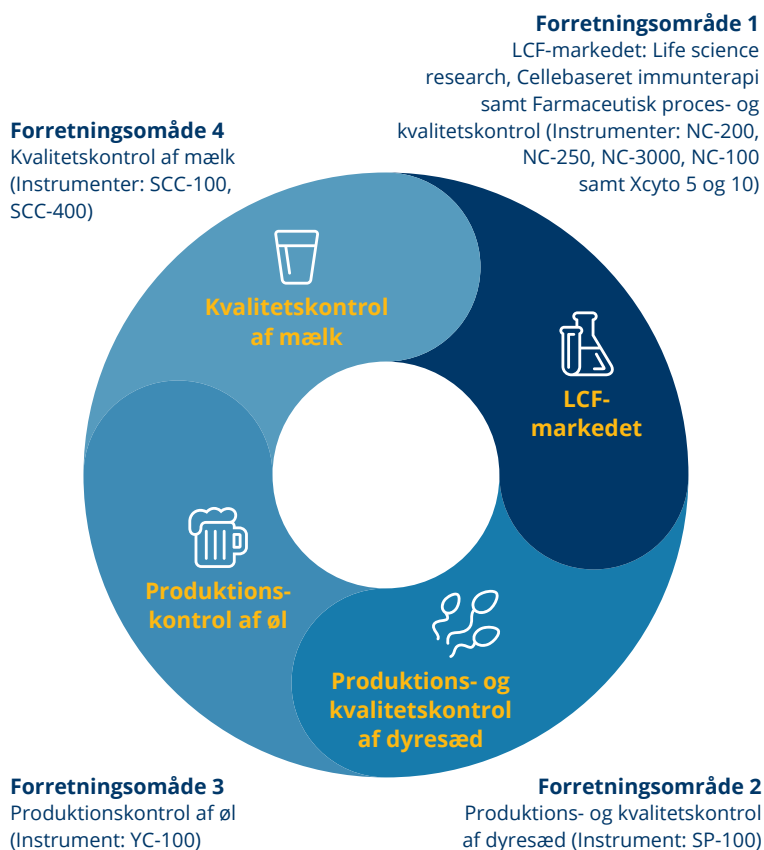 Forretningsområde 1
LCF-markedet: Life science
research, Cellebaseret immunterapi
samt Farmaceutisk proces- og
kvalitetskontrol (Instrumenter: NC-200,
NC-250, NC-3000, NC-100
samt Xcyto 5 og 10)
Forretningsomåde 4
Kvalitetskontrol af mælk
(Instrumenter: SCC-100,
SCC-400)
Kvalitetskontrol
af mælk
LCF-
markedet
Produktions-
kontrol af øl
Produktions- og
kvalitetskontrol
af dyresæd
Forretningsomåde 3
Produktionskontrol af øl
(Instrument: YC-100)
Forretningsområde 2
Produktions- og kvalitetskontrol
af dyresæd (Instrument: SP-100)